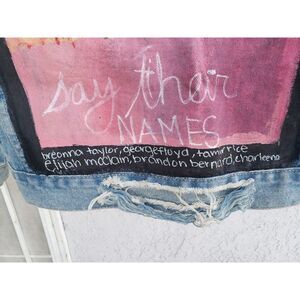 say their
NAMES
breonna taylor, george floyd, tamir rice
elijah mcclain, brandon bernard, charleena